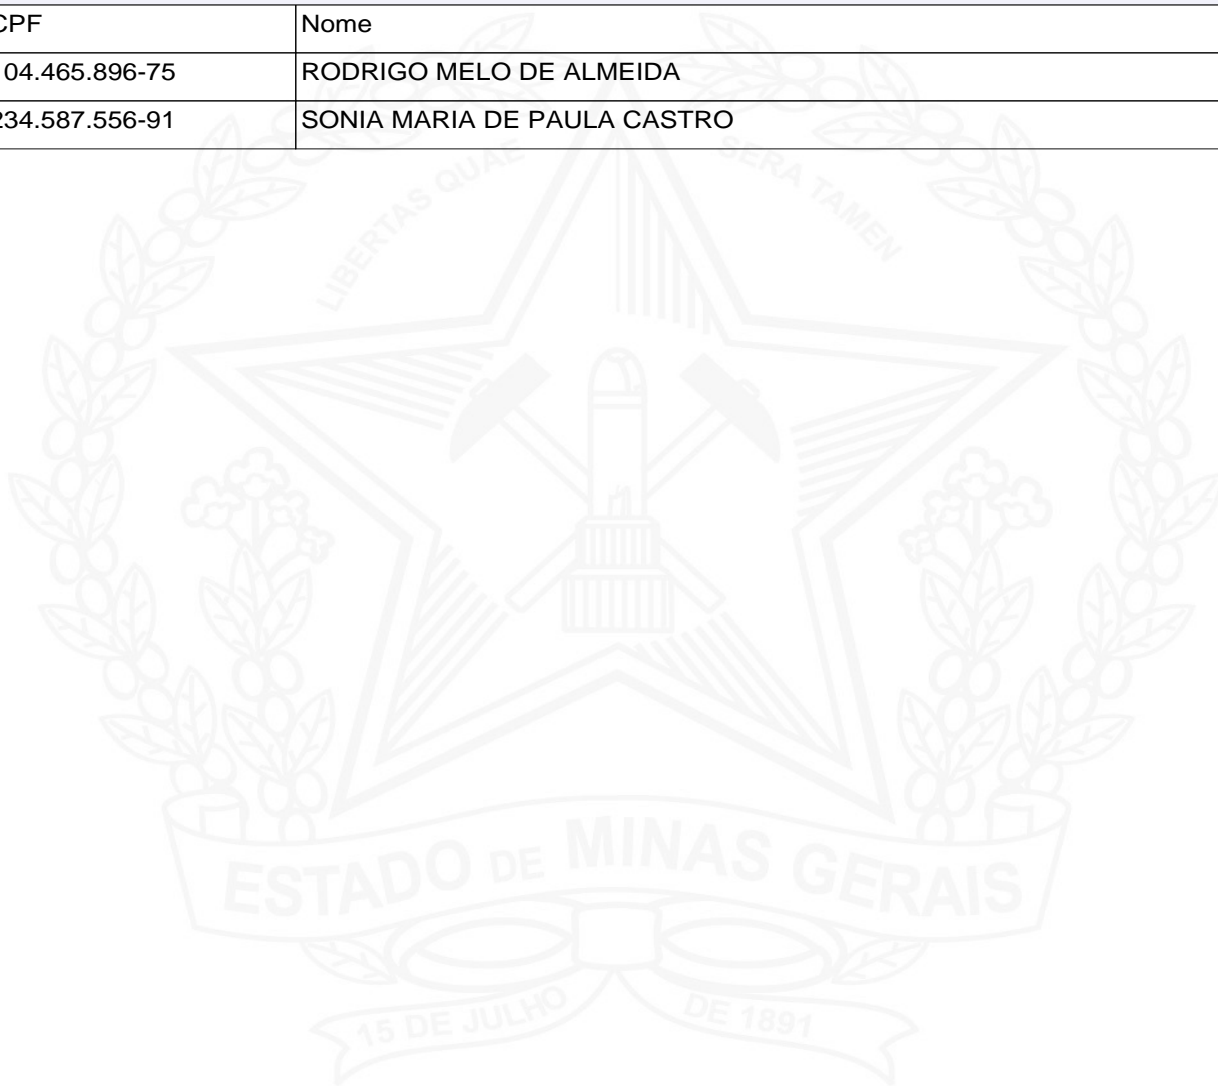 CPF Nome
04.465.896-75 RODRIGO MELO DE ALMEIDA
234.587.556-91 SONIA MARIA DE PAULA CASTRO
LIBERTAS QUAE SERA TAMEN
ESTADO DE MINAS GERAIS
15 DE JULHO DE 1891